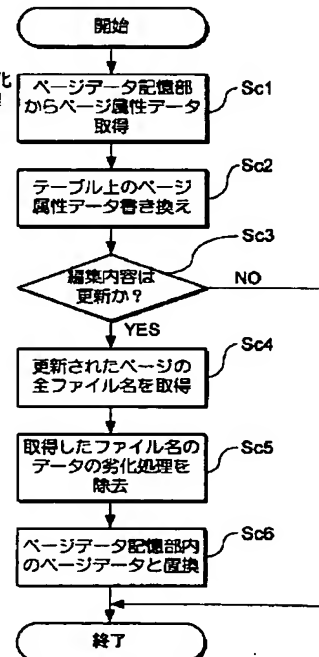 開始
化
ページデータ記憶部
からページ属性データ
取得
Sc1
テーブル上のページ
属性データ書き換え
Sc2
編集内容は
更新か?
Sc3
NO
YES
更新されたページの
全ファイル名を取得
Sc4
取得したファイル名の
データの劣化処理を
除去
Sc5
ページデータ記憶部内
のページデータと置換
Sc6
終了